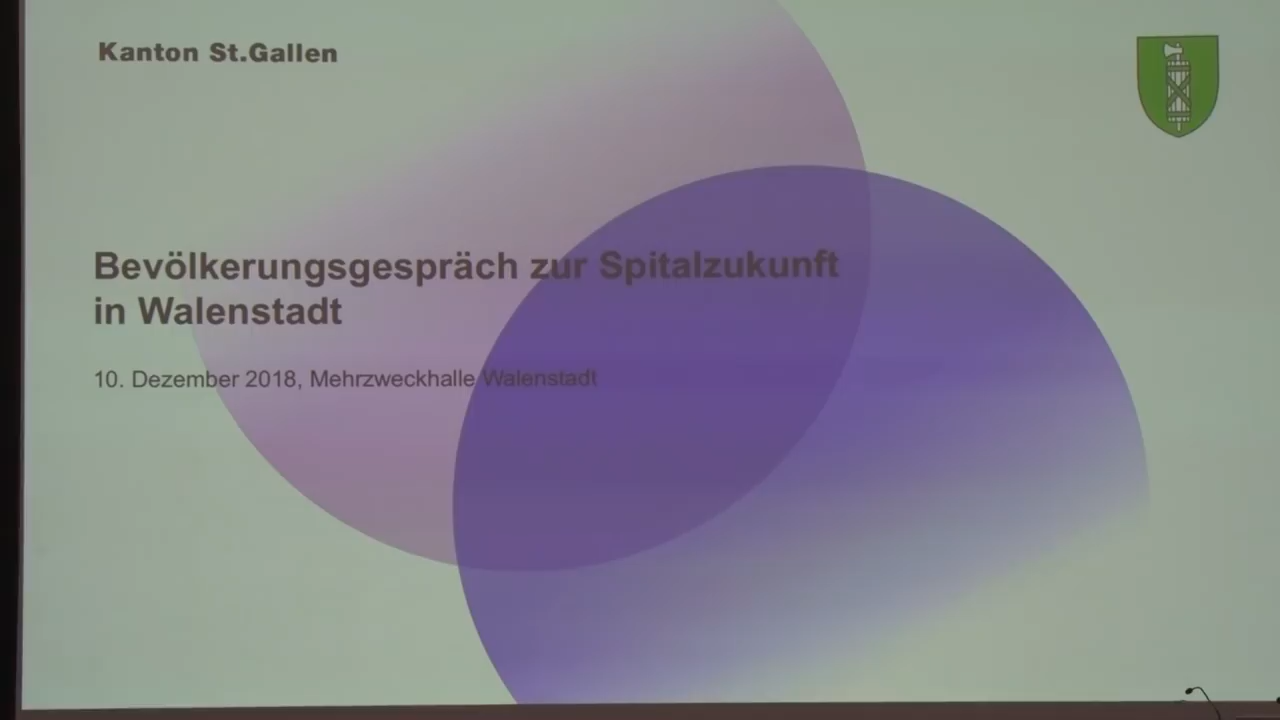 Kanton St.Gallen
Bevölkerungsgespräch zur Spitalzukunft
in Walenstadt
10. Dezember 2018, Mehrzweckhalle Walenstadt